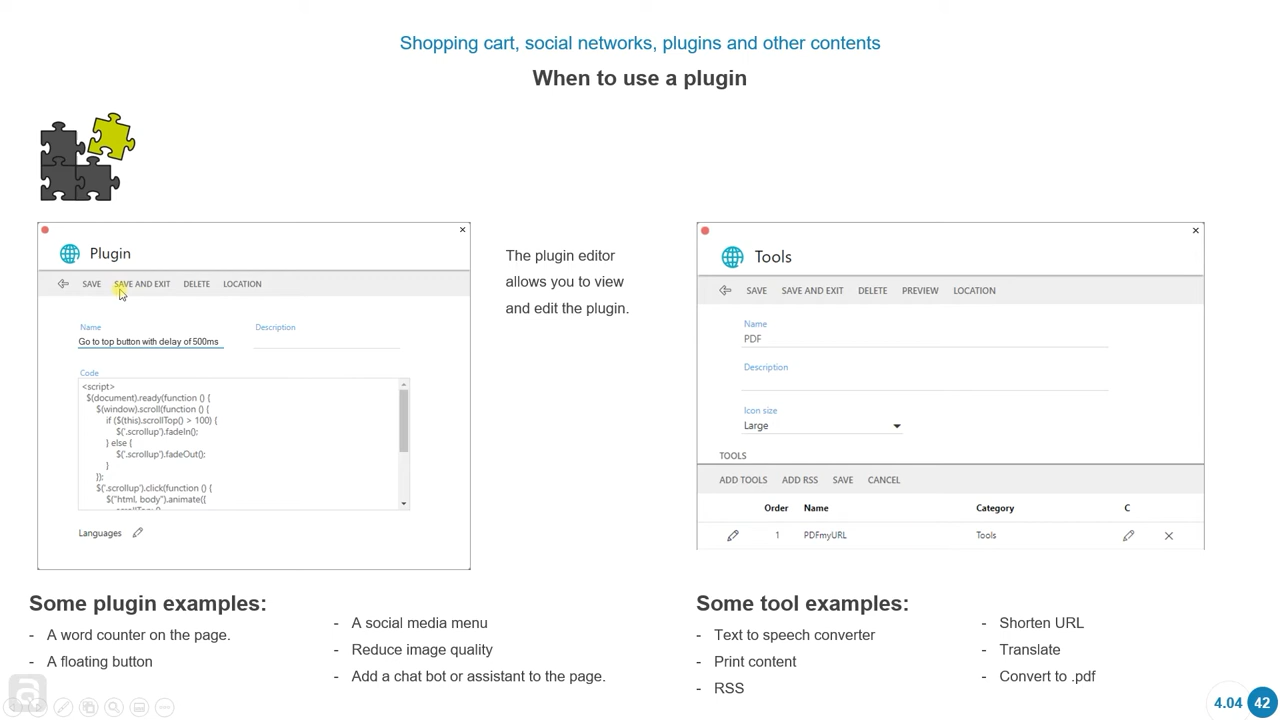 Shopping cart, social networks, plugins and other contents
When to use a plugin
Plugin
SAVE SAVE AND EXIT DELETE LOCATION
Name Description
Go to top button with delay of 500ms
Code
<script>
$(document).ready(function () {
$(window).scroll(function () {
if ($(this).scrollTop() > 100) {
$('.scrollup').fadeIn();
} else {
$('.scrollup').fadeOut();
}
});
$('.scrollup').click(function () {
$("html, body").animate({
Languages
The plugin editor
allows you to view
and edit the plugin.
Tools
SAVE SAVE AND EXIT DELETE PREVIEW LOCATION
Name
PDF
Description
Icon size
Large
TOOLS
ADD TOOLS ADD RSS SAVE CANCEL
Order Name Category C
1 PDFmyURL Tools
Some plugin examples:
- A word counter on the page.
- A floating button
- A social media menu
- Reduce image quality
- Add a chat bot or assistant to the page.
Some tool examples:
- Text to speech converter
- Print content
- RSS
- Shorten URL
- Translate
- Convert to .pdf
a
4.04 42